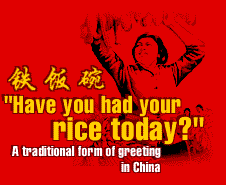 铁饭碗
"Have you had your
rice today?"
A traditional form of greeting
in China